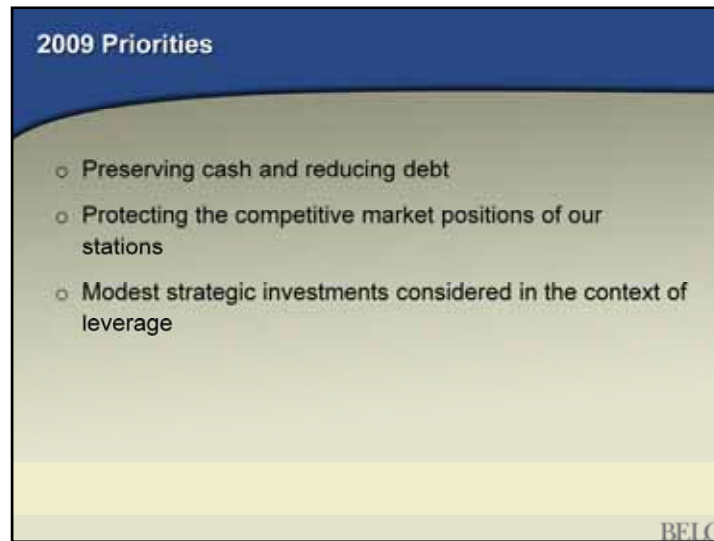 2009 Priorities
o Preserving cash and reducing debt
o Protecting the competitive market positions of our
stations
o Modest strategic investments considered in the context of
leverage